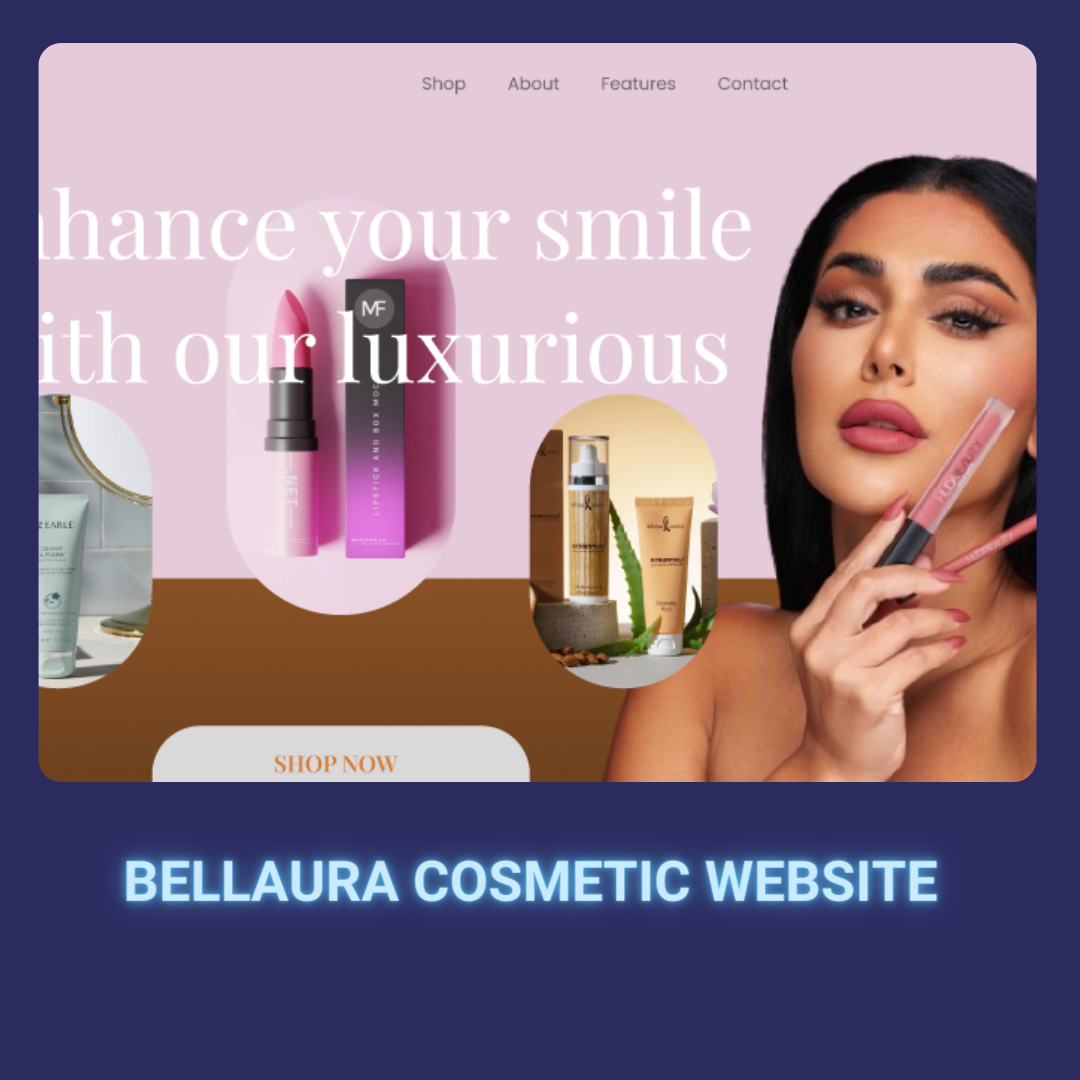 Shop About Features Contact
nhance your smile
ith our luxurious
MF
LIPSTICK AND BOX MOC
NET
Z EARLE
SHOP NOW
BELLAURA COSMETIC WEBSITE